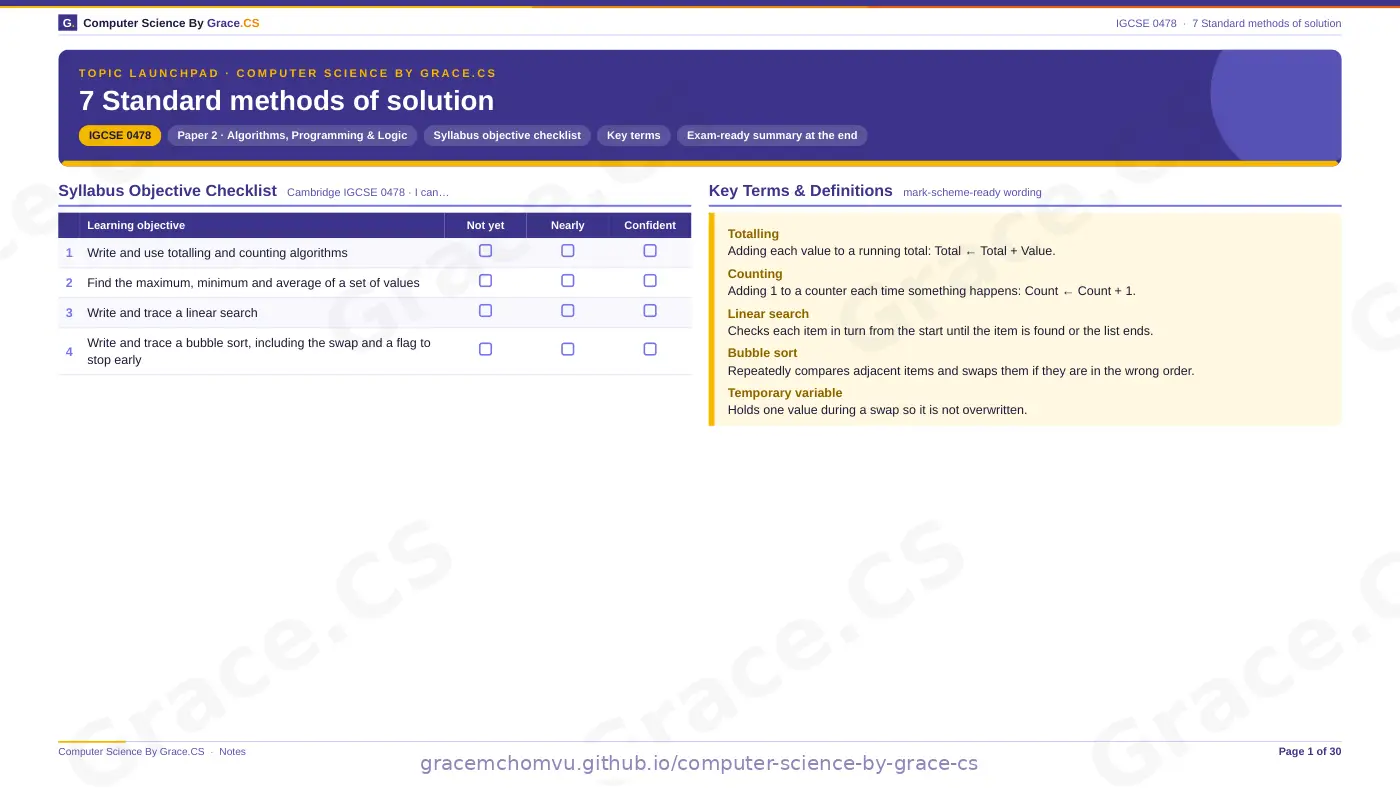 G. Computer Science By Grace.CS
IGCSE 0478 · 7 Standard methods of solution
TOPIC LAUNCHPAD · COMPUTER SCIENCE BY GRACE.CS
7 Standard methods of solution
IGCSE 0478 Paper 2 · Algorithms, Programming & Logic Syllabus objective checklist Key terms Exam-ready summary at the end
Syllabus Objective Checklist Cambridge IGCSE 0478 · I can…
Learning objective Not yet Nearly Confident
1 Write and use totalling and counting algorithms
2 Find the maximum, minimum and average of a set of values
3 Write and trace a linear search
4 Write and trace a bubble sort, including the swap and a flag to
stop early
Key Terms & Definitions mark-scheme-ready wording
Totalling
Adding each value to a running total: Total ← Total + Value.
Counting
Adding 1 to a counter each time something happens: Count ← Count + 1.
Linear search
Checks each item in turn from the start until the item is found or the list ends.
Bubble sort
Repeatedly compares adjacent items and swaps them if they are in the wrong order.
Temporary variable
Holds one value during a swap so it is not overwritten.
Grace.CS
Grace.CS
Grace.CS
Computer Science By Grace.CS · Notes
Page 1 of 30
gracemchomvu.github.io/computer-science-by-grace-cs